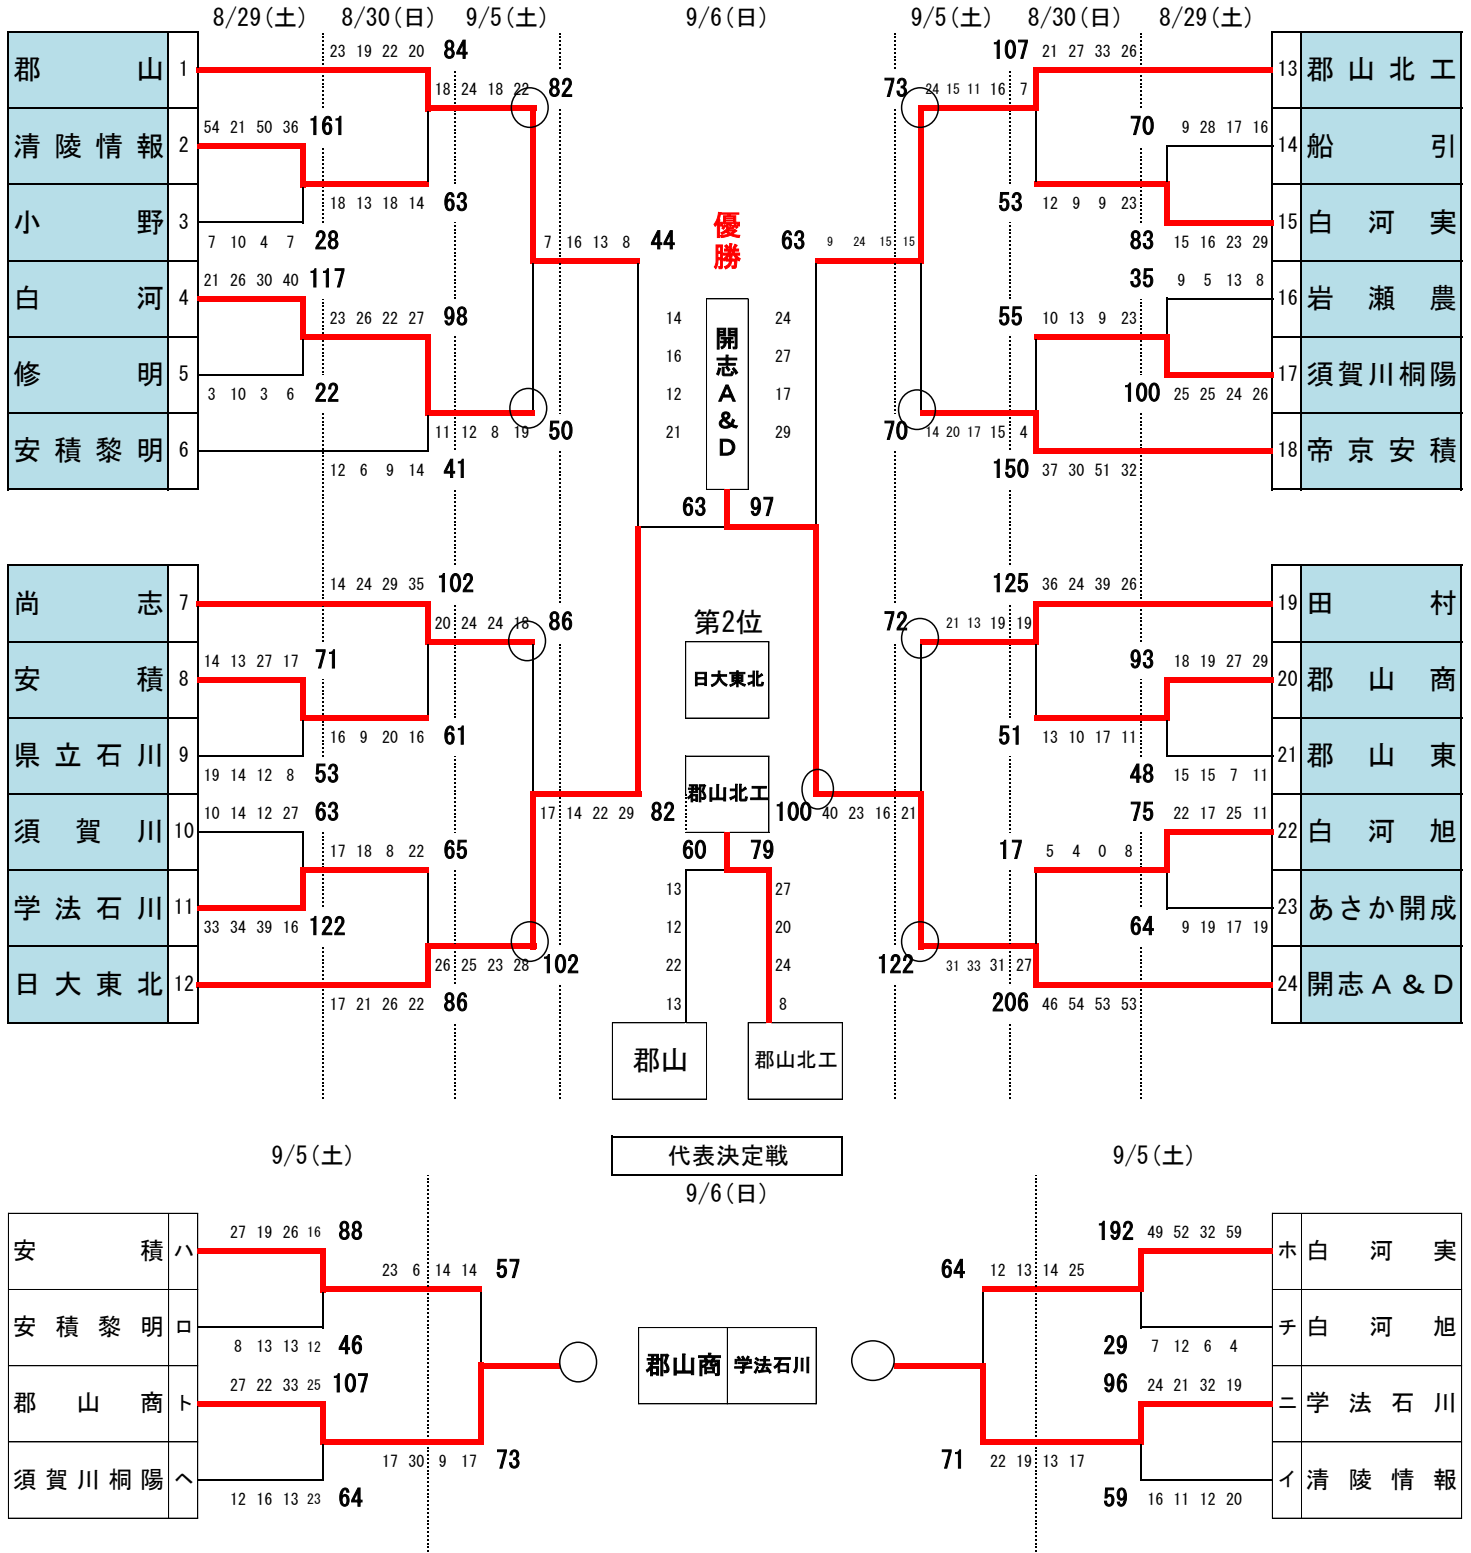 8/29(土) 8/30(日) 9/5(土) 9/6(日) 9/5(土) 8/30(日) 8/29(土)
23 19 22 20 84 107 21 27 33 26
郡山 1 13 郡山北工
18 24 18 22 82 73 24 15 11 16 7
54 21 50 36 161 70 9 28 17 16
清陵情報 2 14 船引
18 13 18 14 63 53 12 9 9 23
小野 3 15 白河実
7 10 4 7 28 83 15 16 23 29
7 16 13 8 44 優勝 63 9 24 15 15
21 26 30 40 117 35 9 5 13 8
白河 4 16 岩瀬農
23 26 22 27 98 55 10 13 9 23
14 24
16 27
12 17
21 29
開志A&D
修明 5 17 須賀川桐陽
3 10 3 6 22 100 25 25 24 26
11 12 8 19 50 70 14 20 17 15 4
安積黎明 6 18 帝京安積
12 6 9 14 41 150 37 30 51 32
63 97
14 24 29 35 102 125 36 24 39 26
尚志 7 19 田村
20 24 24 18 86 第2位 72 21 13 19 19
14 13 27 17 71 93 18 19 27 29
安積 8 日大東北 20 郡山商
16 9 20 16 61 51 13 10 17 11
県立石川 9 21 郡山東
19 14 12 8 53 48 15 15 7 11
郡山北工
10 14 12 27 63 17 14 22 29 82 100 40 23 16 21 75 22 17 25 11
須賀川 10 22 白河旭
17 18 8 22 65 60 79 17 5 4 0 8
13 27
12 20
22 24
13 8
学法石川 11 23 あさか開成
33 34 39 16 122 64 9 19 17 19
26 25 23 28 102 122 31 33 31 27
日大東北 12 24 開志A&D
17 21 26 22 86 206 46 54 53 53
郡山 郡山北工
9/5(土) 代表決定戦 9/5(土)
9/6(日)
27 19 26 16 88 192 49 52 32 59
安積 ハ ホ 白河実
23 6 14 14 57 64 12 13 14 25
安積黎明 ロ チ 白河旭
8 13 13 12 46 29 7 12 6 4
郡山商 学法石川
27 22 33 25 107 96 24 21 32 19
郡山商 ト ニ 学法石川
17 30 9 17 73 71 22 19 13 17
須賀川桐陽 ヘ イ 清陵情報
12 16 13 23 64 59 16 11 12 20